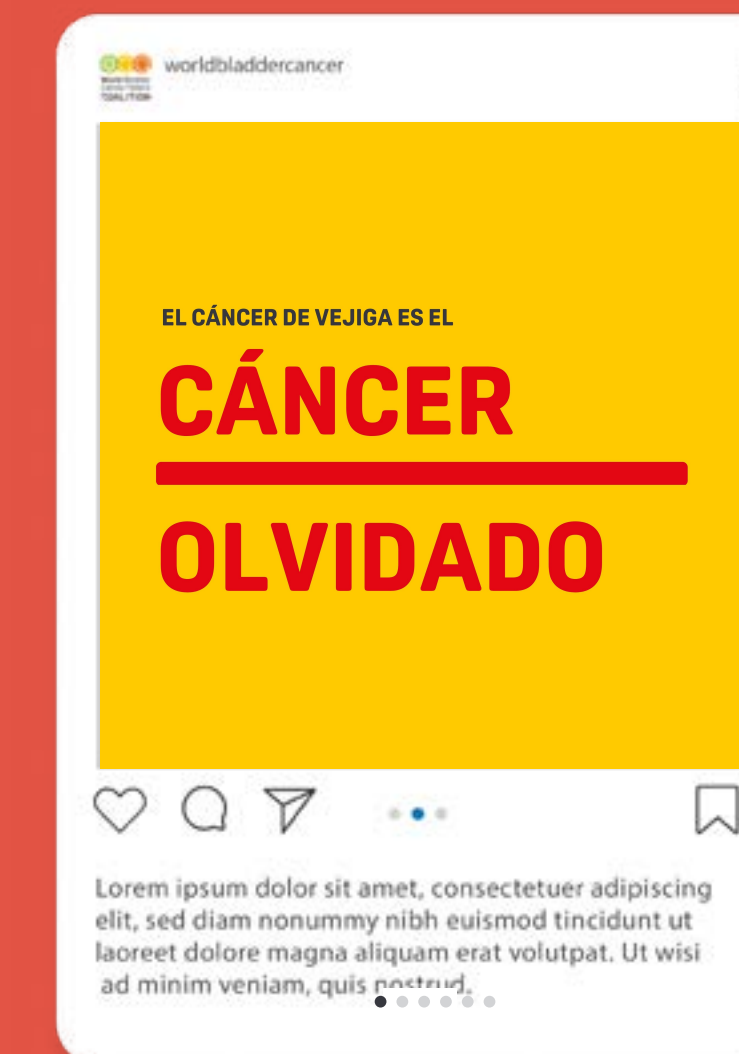 worldbladdercancer
COALITION
EL CÁNCER DE VEJIGA ES EL
CÁNCER
OLVIDADO
Lorem ipsum dolor sit amet, consectetuer adipiscing
elit, sed diam nonummy nibh euismod tincidunt ut
laoreet dolore magna aliquam erat volutpat. Ut wisi
ad minim veniam, quis nostrud.